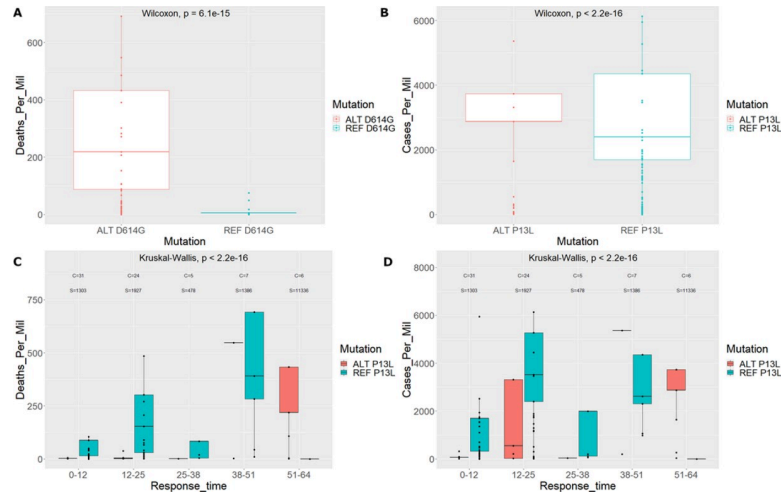 A
Wilcoxon, p = 6.1e-15
Deaths_Per_Mil
600
400
200
0
ALT D614G
REF D614G
Mutation
Mutation
ALT D614G
REF D614G
B
Wilcoxon, p < 2.2e-16
Cases_Per_Mil
6000
4000
2000
0
ALT P13L
REF P13L
Mutation
Mutation
ALT P13L
REF P13L
C
Kruskal-Wallis, p < 2.2e-16
C=31 C=24 C=5 C=7 C=6
S=1303 S=1927 S=478 S=1386 S=11336
Deaths_Per_Mil
750
500
250
0
0-12 12-25 25-38 38-51 51-64
Response_time
Mutation
ALT P13L
REF P13L
D
Kruskal-Wallis, p < 2.2e-16
C=31 C=24 C=5 C=7 C=6
S=1303 S=1927 S=478 S=1386 S=11336
Cases_Per_Mil
8000
6000
4000
2000
0
0-12 12-25 25-38 38-51 51-64
Response_time
Mutation
ALT P13L
REF P13L